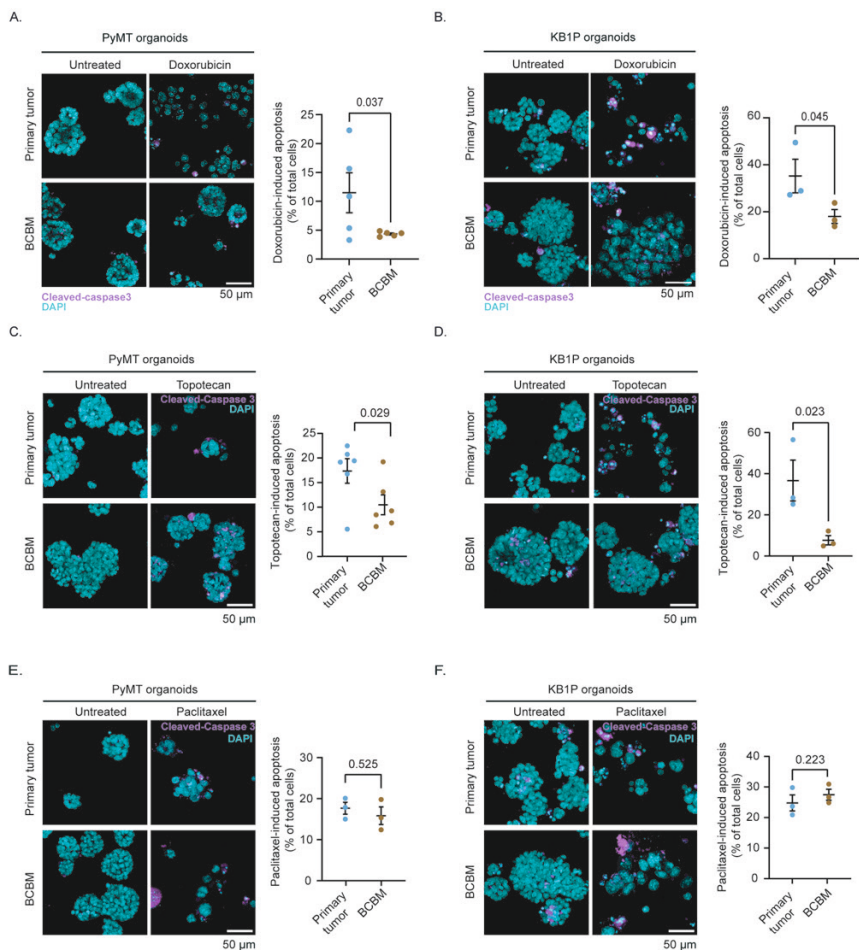 A.
PyMT organoids
Untreated
Doxorubicin
Primary tumor
BCBM
Cleaved-caspase3
DAPI
50 µm
Doxorubicin-induced apoptosis
(% of total cells)
25
20
15
10
5
0
0.037
Primary
tumor
BCBM
B.
KB1P organoids
Untreated
Doxorubicin
Primary tumor
BCBM
Cleaved-caspase3
DAPI
50 µm
Doxorubicin-induced apoptosis
(% of total cells)
60
40
20
0
0.045
Primary
tumor
BCBM
C.
PyMT organoids
Untreated
Topotecan
Cleaved-Caspase 3
DAPI
Primary tumor
BCBM
50 µm
Topotecan-induced apoptosis
(% of total cells)
25
20
15
10
5
0
0.029
Primary
tumor
BCBM
D.
KB1P organoids
Untreated
Topotecan
Cleaved-Caspase 3
DAPI
Primary tumor
BCBM
50 µm
Topotecan-induced apoptosis
(% of total cells)
60
40
20
0
0.023
Primary
tumor
BCBM
E.
PyMT organoids
Untreated
Paclitaxel
Cleaved-Caspase 3
DAPI
Primary tumor
BCBM
50 µm
Paclitaxel-induced apoptosis
(% of total cells)
30
20
10
0
0.525
Primary
tumor
BCBM
F.
KB1P organoids
Untreated
Paclitaxel
Cleaved-Caspase 3
DAPI
Primary tumor
BCBM
50 µm
Paclitaxel-induced apoptosis
(% of total cells)
40
30
20
10
0
0.223
Primary
tumor
BCBM